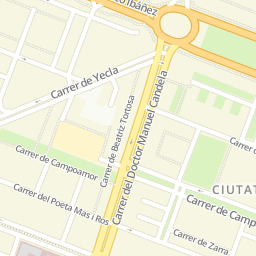 Ibáñez
Carrer de Yecla
Carrer de Beatriz Tortosa
Carrer del Doctor Manuel Candela
Carrer de Campoamor
CIUTAT
Carrer del Poeta Mas i Ros
Carrer de Camp
Carrer de Zarra